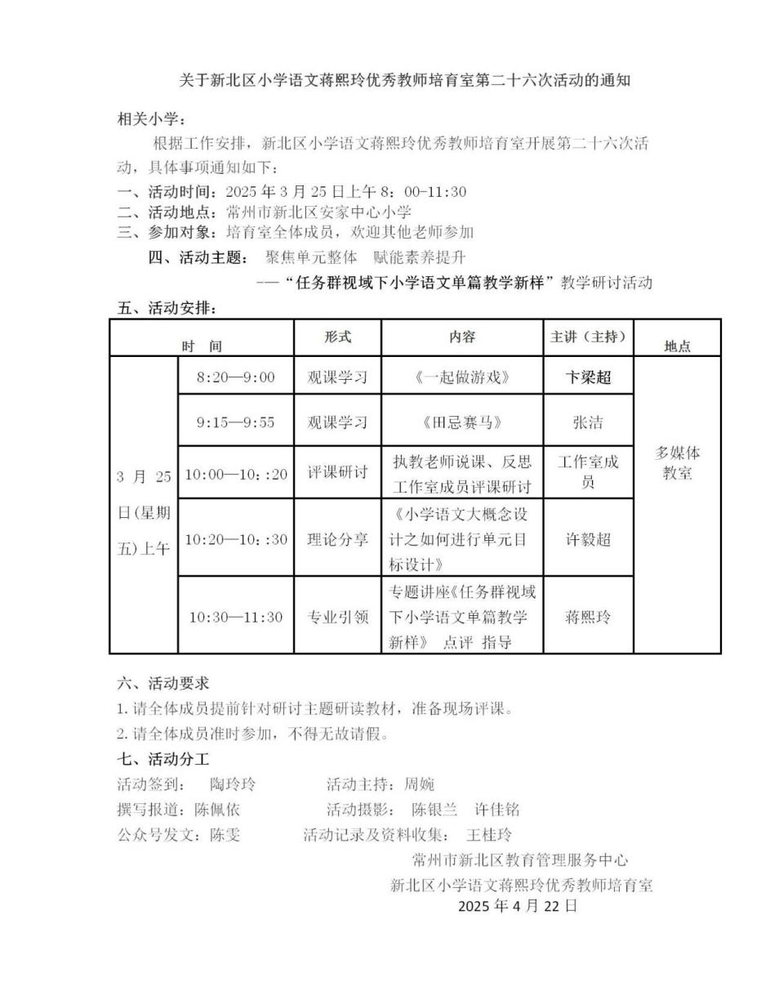 关于新北区小学语文蒋熙玲优秀教师培育室第二十六次活动的通知
相关小学：
根据工作安排，新北区小学语文蒋熙玲优秀教师培育室开展第二十六次活
动，具体事项通知如下：
一、活动时间：2025 年 3 月 25 日上午 8：00-11:30
二、活动地点：常州市新北区安家中心小学
三、参加对象：培育室全体成员，欢迎其他老师参加
四、活动主题： 聚焦单元整体 赋能素养提升
——“任务群视域下小学语文单篇教学新样”教学研讨活动
五、活动安排：
时 间 形式 内容 主讲（主持） 地点
8:20—9:00 观课学习 《一起做游戏》 卞梁超
9:15—9:55 观课学习 《田忌赛马》 张洁
3 月 25
日(星期
五)上午
10:00—10：:20 评课研讨
执教老师说课、反思
工作室成员评课研讨
工作室成
员
多媒体
教室
10:20—10：:30 理论分享
《小学语文大概念设
计之如何进行单元目
标设计》
许毅超
10:30—11:30 专业引领
专题讲座《任务群视域
下小学语文单篇教学
新样》 点评 指导
蒋熙玲
六、活动要求
1.请全体成员提前针对研讨主题研读教材，准备现场评课。
2.请全体成员准时参加，不得无故请假。
七、活动分工
活动签到： 陶玲玲 活动主持：周婉
撰写报道：陈佩依 活动摄影： 陈银兰 许佳铭
公众号发文：陈雯 活动记录及资料收集： 王桂玲
常州市新北区教育管理服务中心
新北区小学语文蒋熙玲优秀教师培育室
2025 年 4 月 22 日